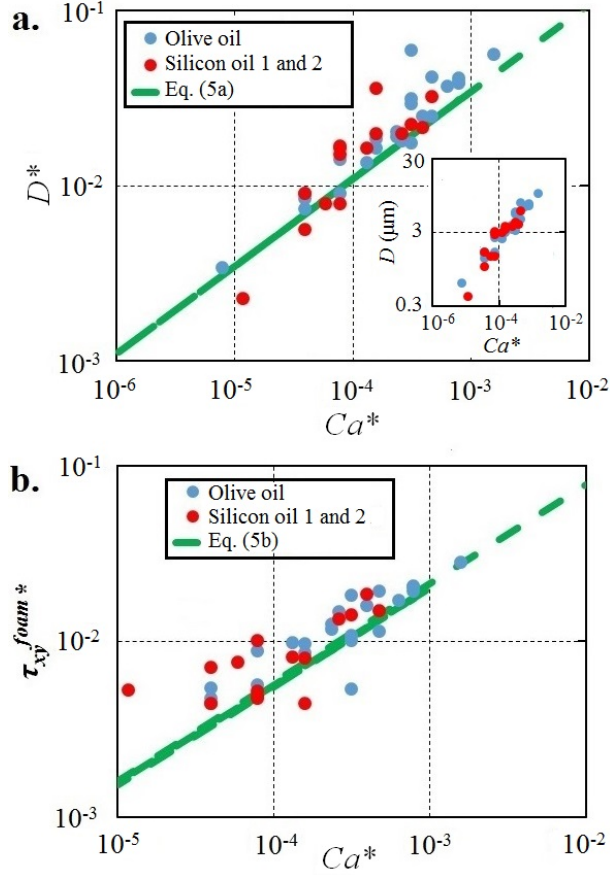 a.
10⁻¹
Olive oil
Silicon oil 1 and 2
Eq. (5a)
D*
10⁻²
10⁻³
30
3
0.3
D (μm)
10⁻⁶ 10⁻⁴ 10⁻²
Ca*
10⁻⁶ 10⁻⁵ 10⁻⁴ 10⁻³ 10⁻²
Ca*
b.
10⁻¹
Olive oil
Silicon oil 1 and 2
Eq. (5b)
τxy foam*
10⁻²
10⁻³
10⁻⁵ 10⁻⁴ 10⁻³ 10⁻²
Ca*